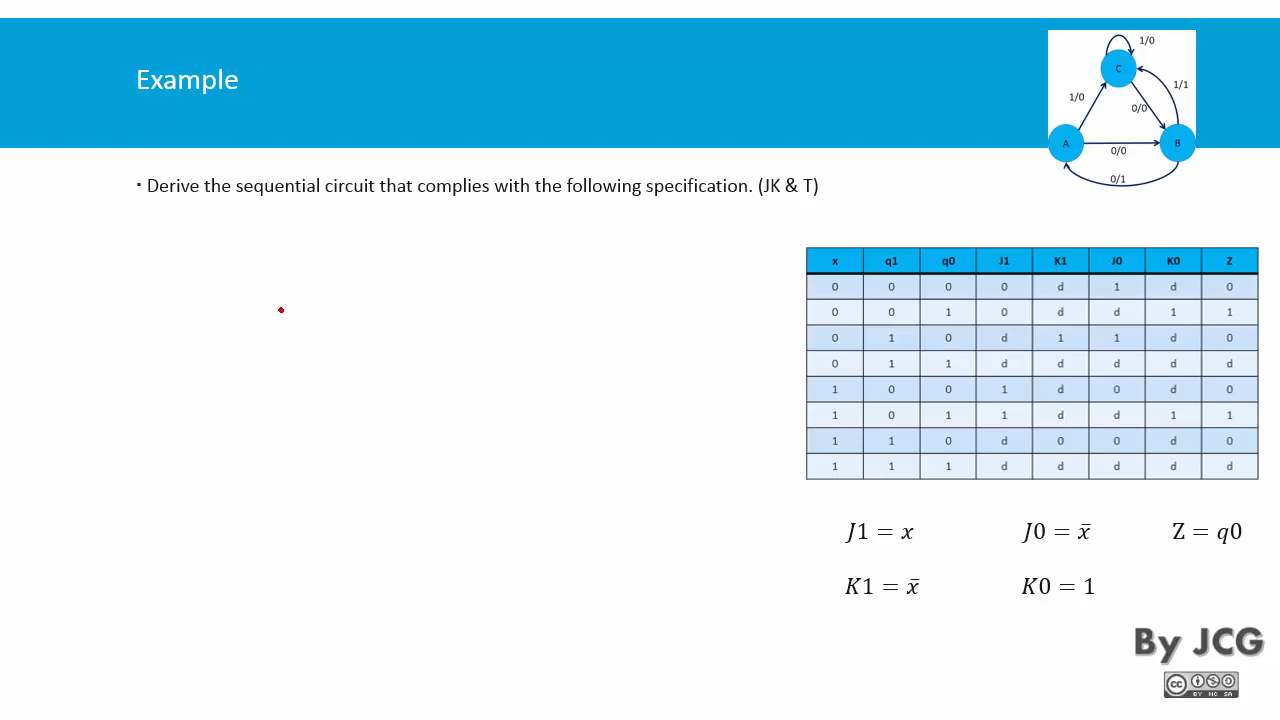 Example
1/0
C
1/1
1/0
0/0
A
B
0/0
0/1
· Derive the sequential circuit that complies with the following specification. (JK & T)
x q1 q0 J1 K1 J0 K0 Z
0 0 0 0 d 1 d 0
0 0 1 0 d d 1 1
0 1 0 d 1 1 d 0
0 1 1 d d d d d
1 0 0 1 d 0 d 0
1 0 1 1 d d 1 1
1 1 0 d 0 0 d 0
1 1 1 d d d d d
J1 = x J0 = x̄ Z = q0
K1 = x̄ K0 = 1
By JCG
cc
BY NC SA